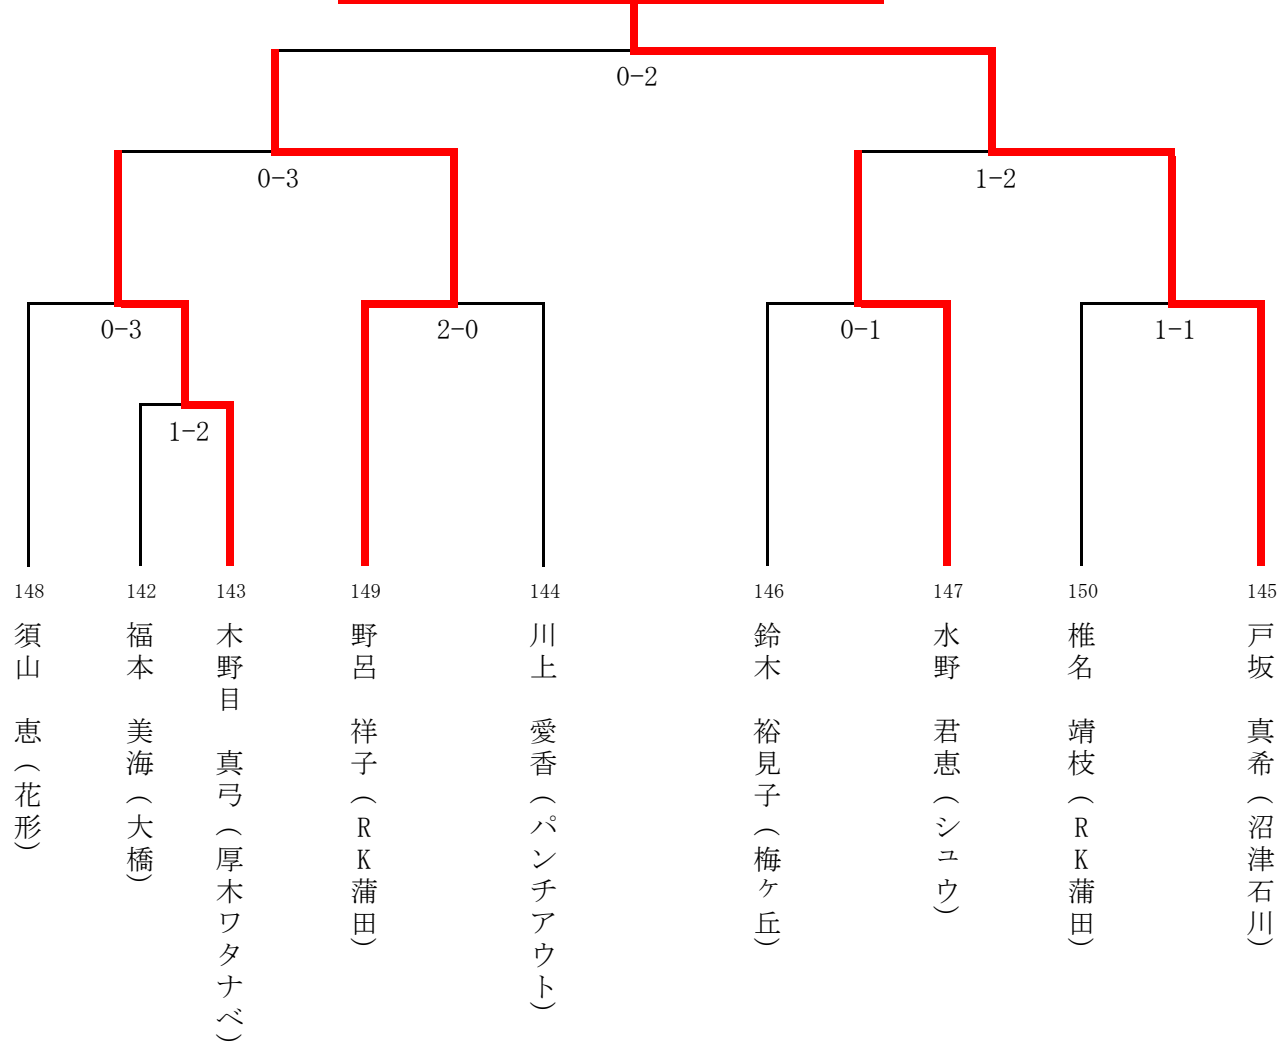 0-2
0-3
1-2
0-3
2-0
0-1
1-1
1-2
148
142
143
149
144
146
147
150
145
須山 恵(花形)
福本 美海(大橋)
木野目 真弓(厚木ワタナベ)
野呂 祥子(RK蒲田)
川上 愛香(パンチアウト)
鈴木 裕見子(梅ヶ丘)
水野 君恵(シュウ)
椎名 靖枝(RK蒲田)
戸坂 真希(沼津石川)